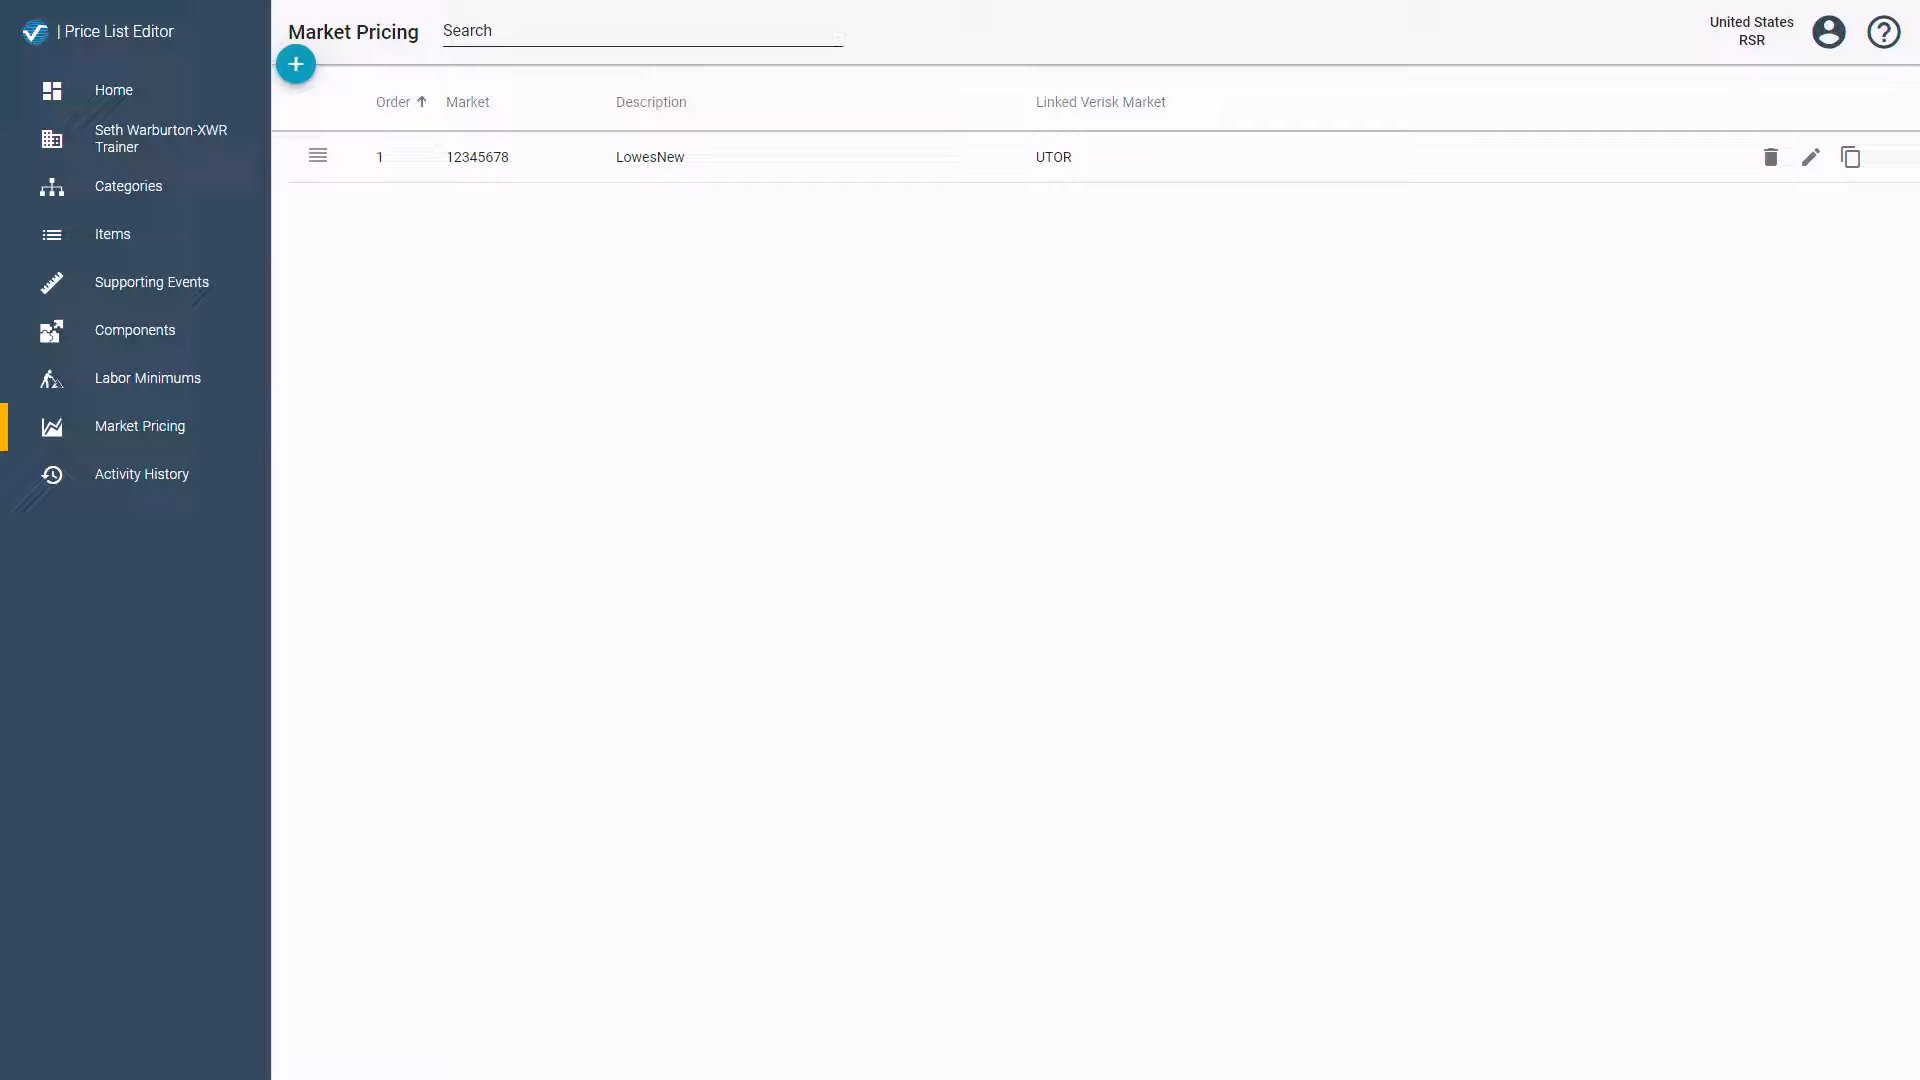 | Price List Editor
Home
Seth Warburton-XWR
Trainer
Categories
Items
Supporting Events
Components
Labor Minimums
Market Pricing
Activity History
Market Pricing
Search
United States
RSR
Order Market Description Linked Verisk Market
1 12345678 LowesNew UTOR